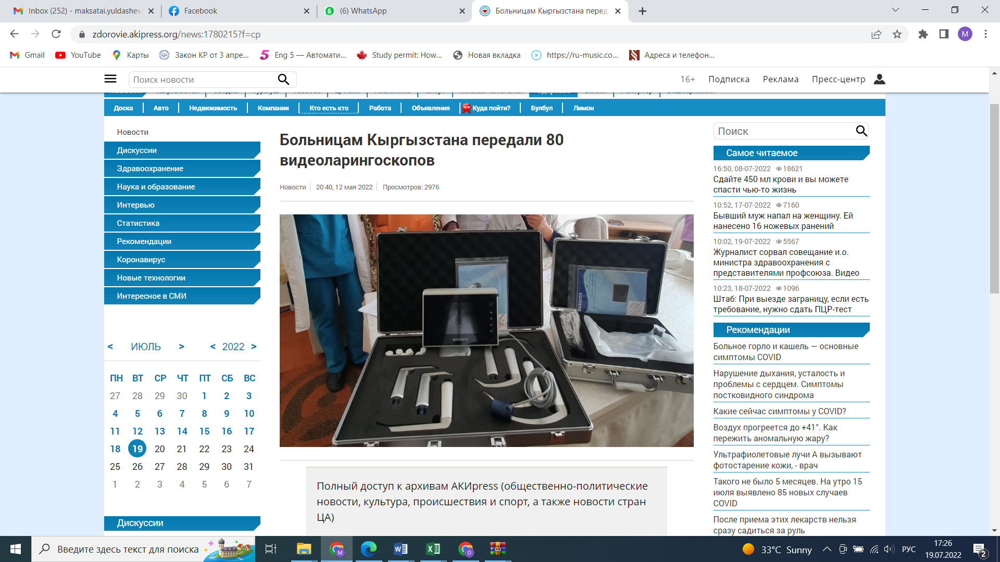 Inbox (252) - maksatai.yuldashev
Facebook
(6) WhatsApp
Больницам Кыргызстана перед
zdorovie.akipress.org/news:1780215?f=cp
M
Gmail
YouTube
Карты
Закон КР от 3 апре...
Eng 5 — Автомати...
Study permit: How...
Новая вкладка
https://ru-music.co...
Адреса и телефон...
Поиск новости
16+
Подписка
Реклама
Пресс-центр
Доска
Авто
Недвижимость
Компании
Кто есть кто
Работа
Объявления
NEW
Куда пойти?
Булбул
Лимон
Новости
Дискуссии
Здравоохранение
Наука и образование
Интервью
Статистика
Рекомендации
Коронавирус
Новые технологии
Интересное в СМИ
< ИЮЛЬ > < 2022 >
ПН ВТ СР ЧТ ПТ СБ ВС
27 28 29 30 1 2 3
4 5 6 7 8 9 10
11 12 13 14 15 16 17
18 19 20 21 22 23 24
25 26 27 28 29 30 31
1 2 3 4 5 6 7
Дискуссии
Больницам Кыргызстана передали 80
видеоларингоскопов
Новости
20:40, 12 мая 2022
Просмотров: 2976
BESDATA
BESDATA
Полный доступ к архивам АКИpress (общественно-политические
новости, культура, происшествия и спорт, а также новости стран
ЦА)
Поиск
Самое читаемое
16:50, 08-07-2022 18621
Сдайте 450 мл крови и вы можете
спасти чью-то жизнь
10:52, 17-07-2022 7160
Бывший муж напал на женщину. Ей
нанесено 16 ножевых ранений
10:02, 19-07-2022 5567
Журналист сорвал совещание и.о.
министра здравоохранения с
представителями профсоюза. Видео
10:23, 18-07-2022 1096
Штаб: При выезде заграницу, если есть
требование, нужно сдать ПЦР-тест
Рекомендации
Больное горло и кашель — основные
симптомы COVID
Нарушение дыхания, усталость и
проблемы с сердцем. Симптомы
постковидного синдрома
Какие сейчас симптомы у COVID?
Воздух прогреется до +41°. Как
пережить аномальную жару?
Ультрафиолетовые лучи А вызывают
фотостарение кожи, - врач
Такого не было 5 месяцев. На утро 15
июля выявлено 85 новых случаев
COVID
После приема этих лекарств нельзя
сразу садиться за руль
Введите здесь текст для поиска
33°C Sunny
РУС
17:26
19.07.2022
2